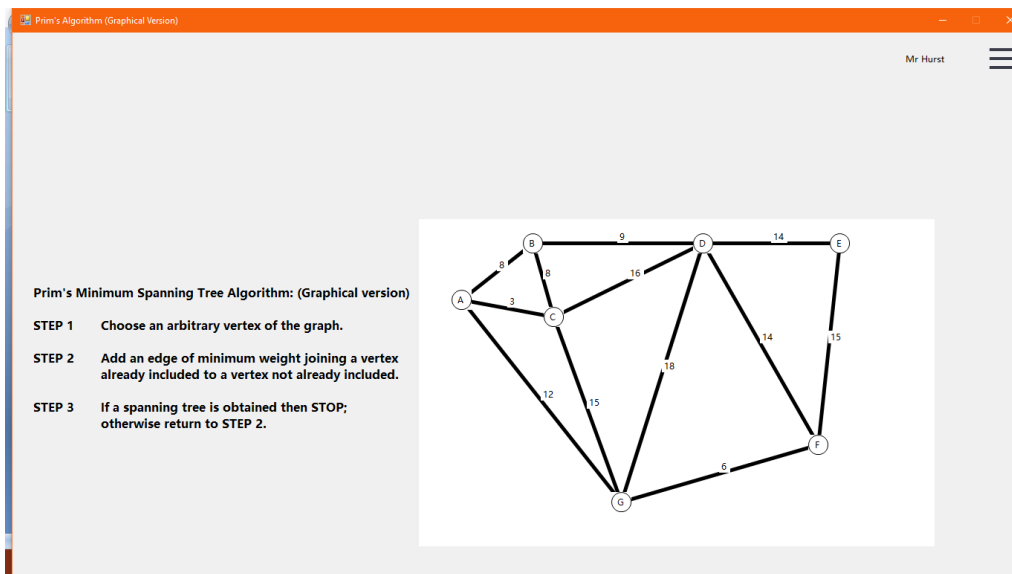 Prim's Algorithm (Graphical Version)
Mr Hurst
Prim's Minimum Spanning Tree Algorithm: (Graphical version)
STEP 1 Choose an arbitrary vertex of the graph.
STEP 2 Add an edge of minimum weight joining a vertex
already included to a vertex not already included.
STEP 3 If a spanning tree is obtained then STOP;
otherwise return to STEP 2.
B 9 D 14 E
8 8 16
A 3 C
18 14 15
12 15
F
6
G